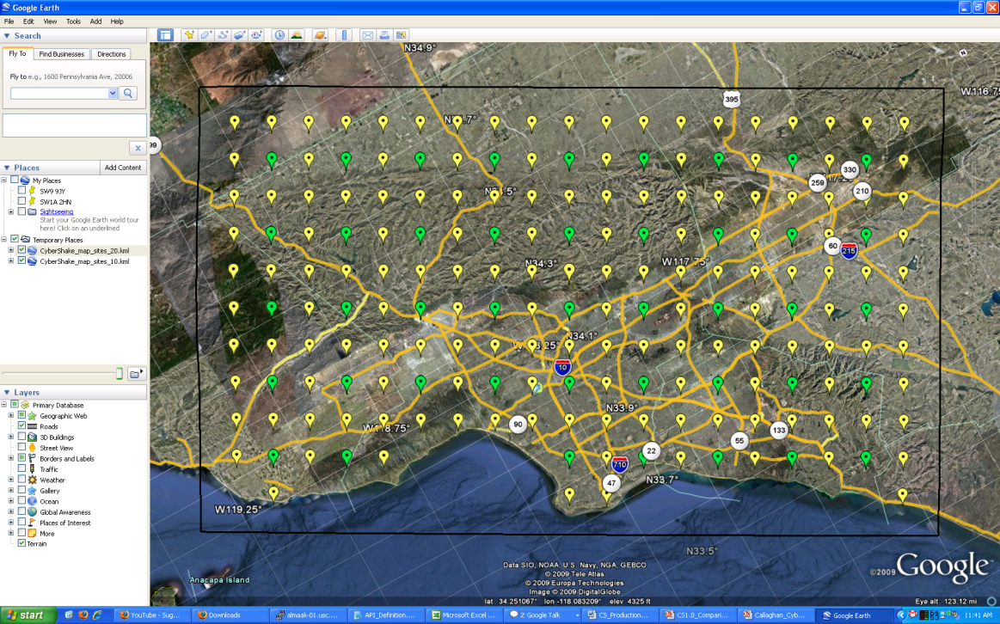 Google Earth
File Edit View Tools Add Help
Search
Fly To Find Businesses Directions
Fly to e.g., 1600 Pennsylvania Ave, 20006
Places Add Content
My Places
SW9 9JY
SW1A 2HN
Sightseeing
Start your Google Earth world tour
here! Click on an underlined
Temporary Places
CyberShake_map_sites_20.kml
CyberShake_map_sites_10.kml
Layers
Primary Database
Geographic Web
Roads
3D Buildings
Street View
Borders and Labels
Traffic
Weather
Gallery
Ocean
Global Awareness
Places of Interest
More
Terrain
N34.9°
W116.75
395
99
330
259
210
N34.3°
W117.75°
60
215
N34.1°
10
N33.9°
W118.75°
90
133
55
22
710
47
N33.7°
W119.25°
N33.5°
Anacapa Island
Data SIO, NOAA, U.S. Navy, NGA, GEBCO
© 2009 Tele Atlas
© 2009 Europa Technologies
Image © 2009 DigitalGlobe
©2009 Google
lat 34.251067° lon -118.083209° elev 4325 ft
Eye alt 123.12 mi
start
YouTube - Sug...
Downloads
almaak-01.usc....
API_Definition....
Microsoft Excel ...
2 Google Talk
CS_Production...
CS1.0_Compari...
Callaghan_Cyb...
Google Earth
11:41 AM